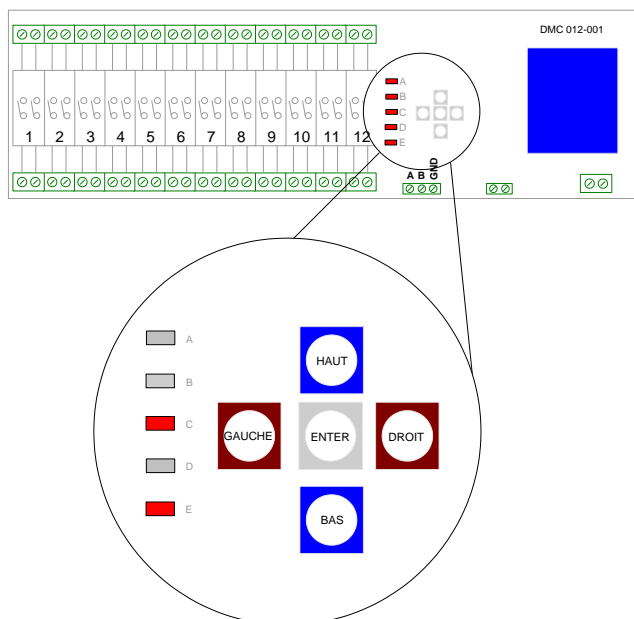 DMC 012-001
A
B
C
D
E
1 2 3 4 5 6 7 8 9 10 11 12
A B GND
A
B
C
D
E
HAUT
GAUCHE ENTER DROIT
BAS